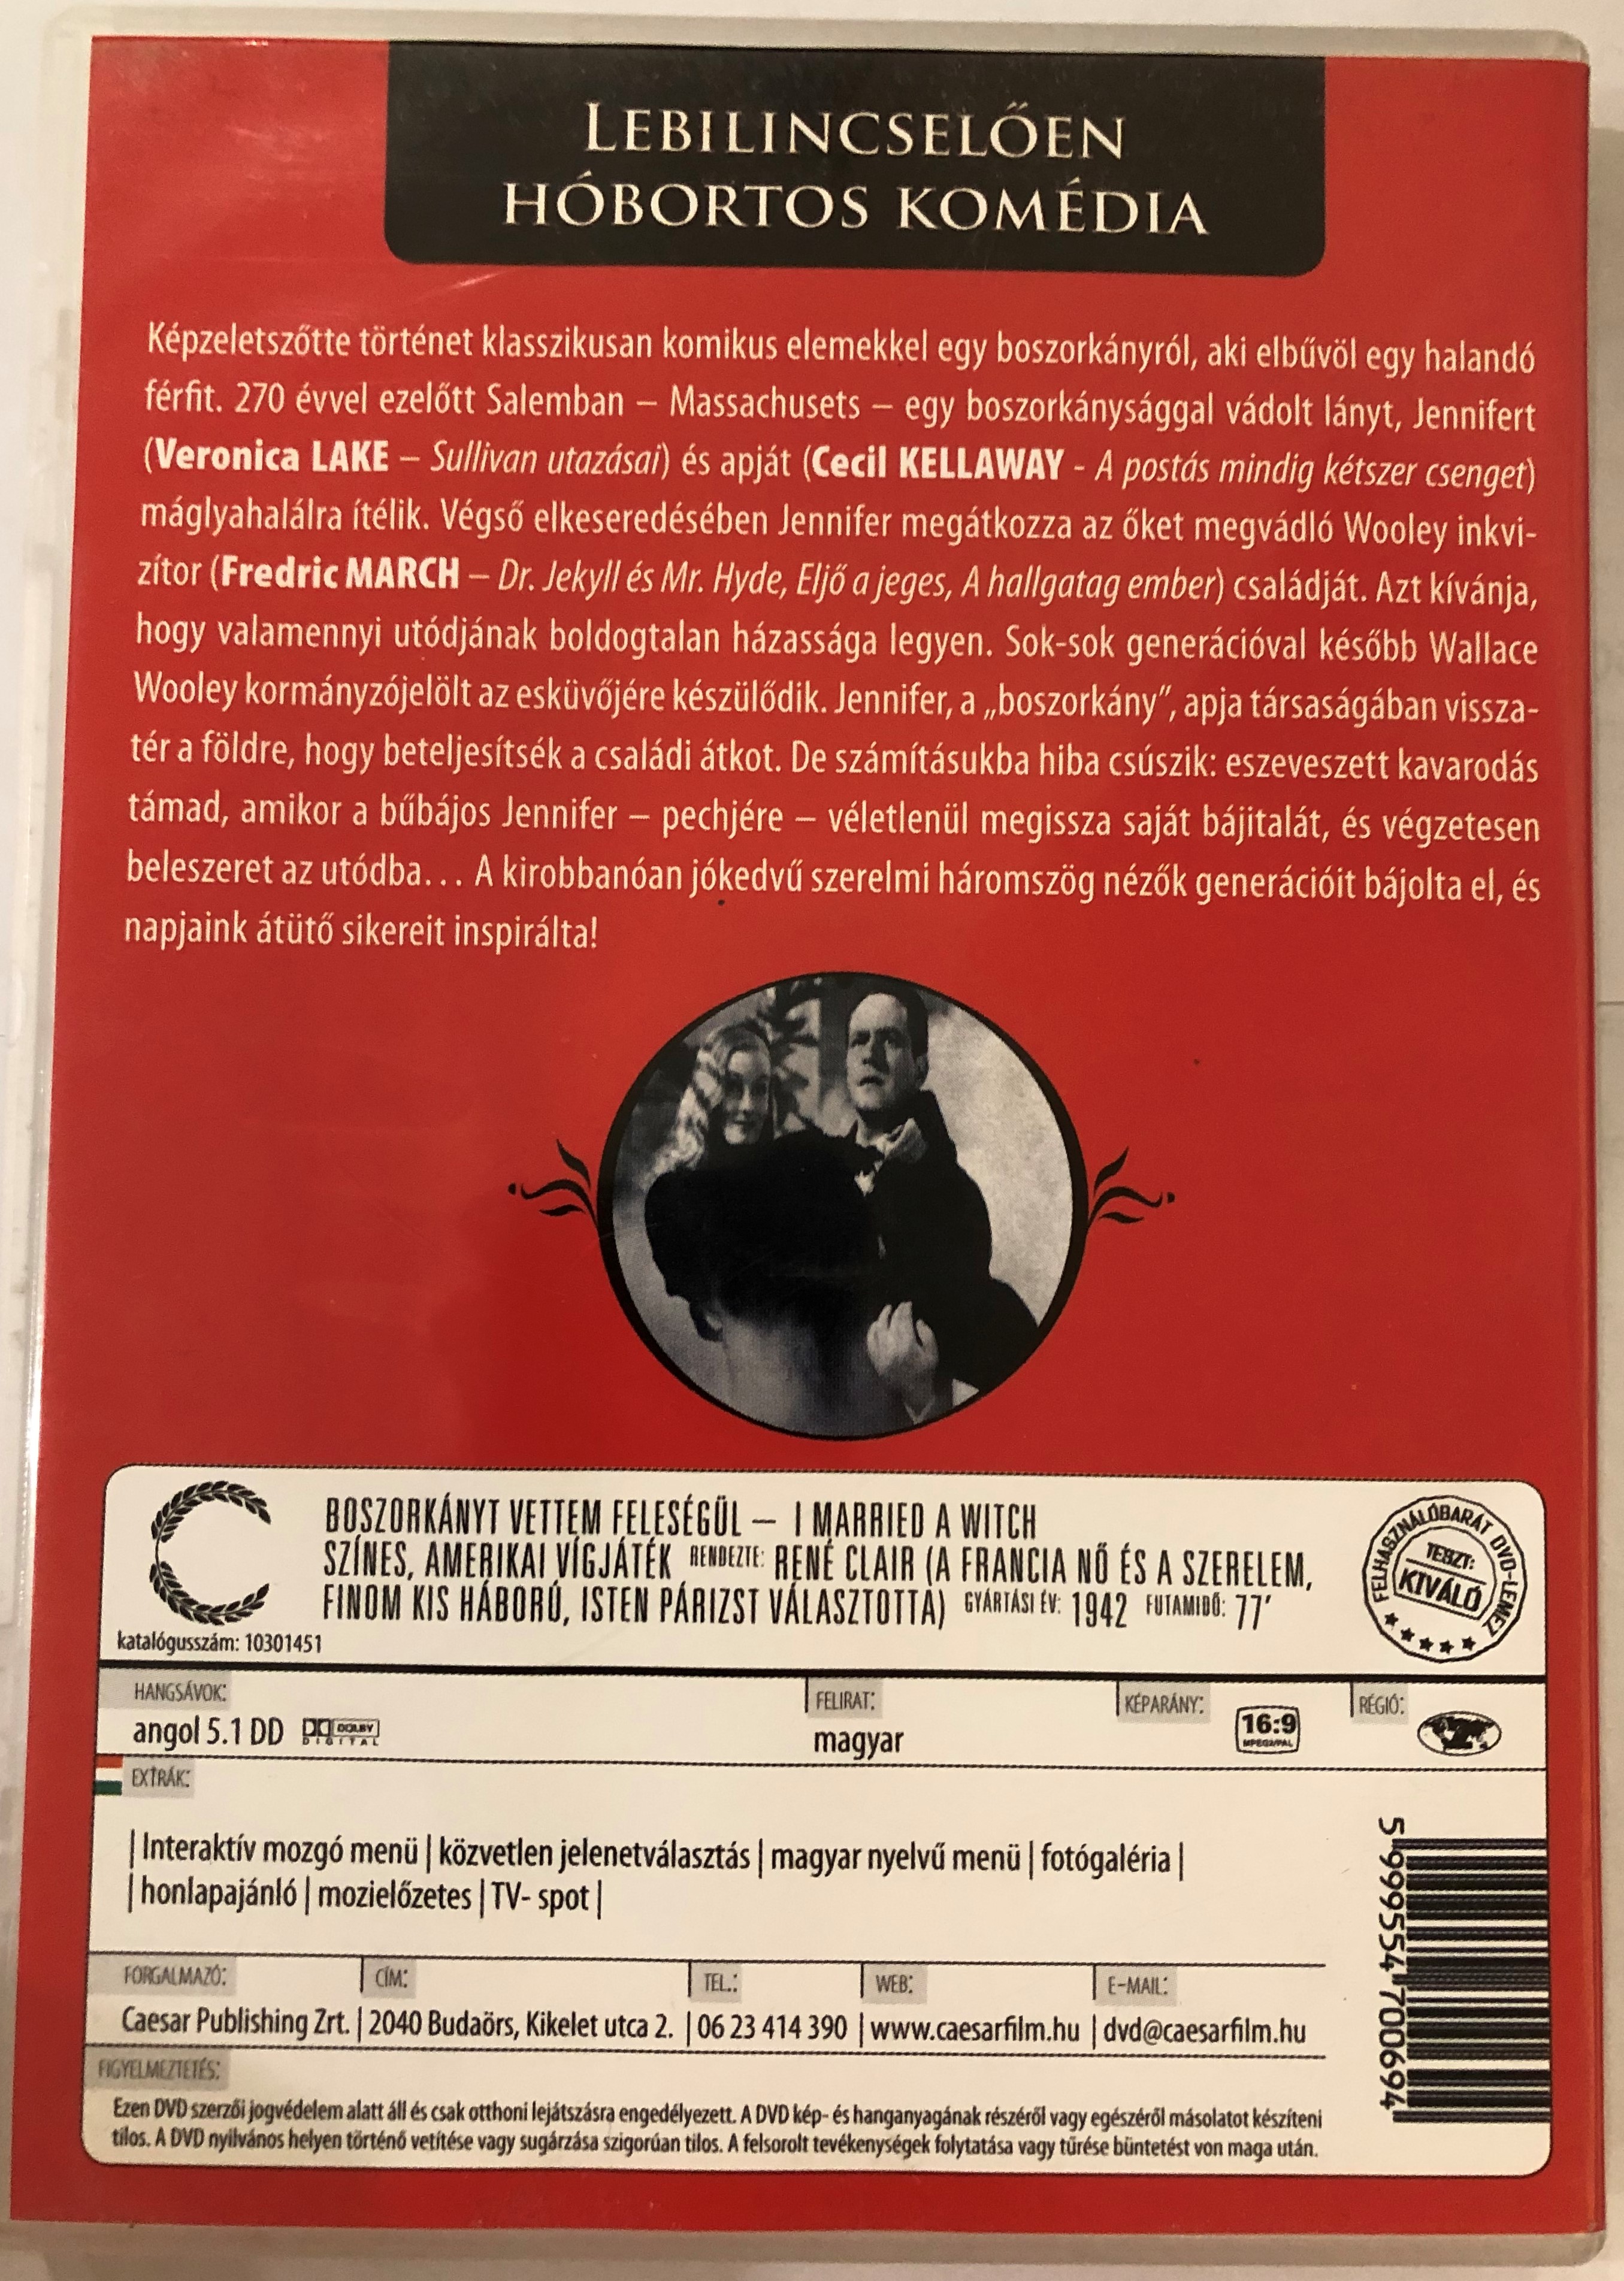 LEBILINCSELŐEN
HÓBORTOS KOMÉDIA
Képzeletszőtte történet klasszikusan komikus elemekkel egy boszorkányról, aki elbűvöl egy halandó
férfit. 270 évvel ezelőtt Salemban – Massachusets – egy boszorkánysággal vádolt lányt, Jennifert
(Veronica LAKE – Sullivan utazásai) és apját (Cecil KELLAWAY - A postás mindig kétszer csenget)
máglyahalálra ítélik. Végső elkeseredésében Jennifer megátkozza az őket megvádló Wooley inkvi-
zítor (Fredric MARCH – Dr. Jekyll és Mr. Hyde, Eljő a jeges, A hallgatag ember) családját. Azt kívánja,
hogy valamennyi utódjának boldogtalan házassága legyen. Sok-sok generációval később Wallace
Wooley kormányzójelölt az esküvőjére készülődik. Jennifer, a „boszorkány”, apja társaságában vissza-
tér a földre, hogy beteljesítsék a családi átkot. De számításukba hiba csúszik: eszeveszett kavarodás
támad, amikor a bűbájos Jennifer – pechjére – véletlenül megissza saját bájitalát, és végzetesen
beleszeret az utódba... A kirobbanóan jókedvű szerelmi háromszög nézők generációit bájolta el, és
napjaink átütő sikereit inspirálta!
BOSZORKÁNYT VETTEM FELESÉGÜL – I MARRIED A WITCH
SZÍNES, AMERIKAI VÍGJÁTÉK RENDEZTE: RENÉ CLAIR (A FRANCIA NŐ ÉS A SZERELEM,
FINOM KIS HÁBORÚ, ISTEN PÁRIZST VÁLASZTOTTA) GYÁRTÁSI ÉV: 1942 FUTAMIDŐ: 77’
FELHASZNÁLÓBARÁT DVD-LEMEZ
TESZT:
KIVÁLÓ
katalógusszám: 10301451
HANGSÁVOK: FELIRAT: KÉPARÁNY: RÉGIÓ:
angol 5.1 DD DOLBY DIGITAL magyar 16:9
MPEG2/PAL
EXTRÁK:
| Interaktív mozgó menü | közvetlen jelenetválasztás | magyar nyelvű menü | fotógaléria |
| honlapajánló | mozielőzetes | TV- spot |
5 999554 700694
FORGALMAZÓ: CÍM: TEL.: WEB: E-MAIL:
Caesar Publishing Zrt. | 2040 Budaörs, Kikelet utca 2. | 06 23 414 390 | www.caesarfilm.hu | dvd@caesarfilm.hu
FIGYELMEZTETÉS:
Ezen DVD szerzői jogvédelem alatt áll és csak otthoni lejátszásra engedélyezett. A DVD kép- és hanganyagának részéről vagy egészéről másolatot készíteni
tilos. A DVD nyilvános helyen történő vetítése vagy sugárzása szigorúan tilos. A felsorolt tevékenységek folytatása vagy tűrése büntetést von maga után.